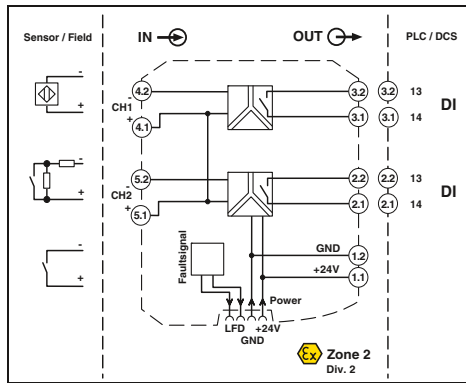 Sensor / Field
IN
OUT
PLC / DCS
-
+
4.2
-
CH1
+
4.1
3.2
3.1
3.2
13
3.1
14
DI
-
+
5.2
-
CH2
+
5.1
2.2
2.1
2.2
13
2.1
14
DI
-
+
Faultsignal
GND
1.2
+24V
1.1
Power
LFD
+24V
GND
Ex
Zone 2
Div. 2